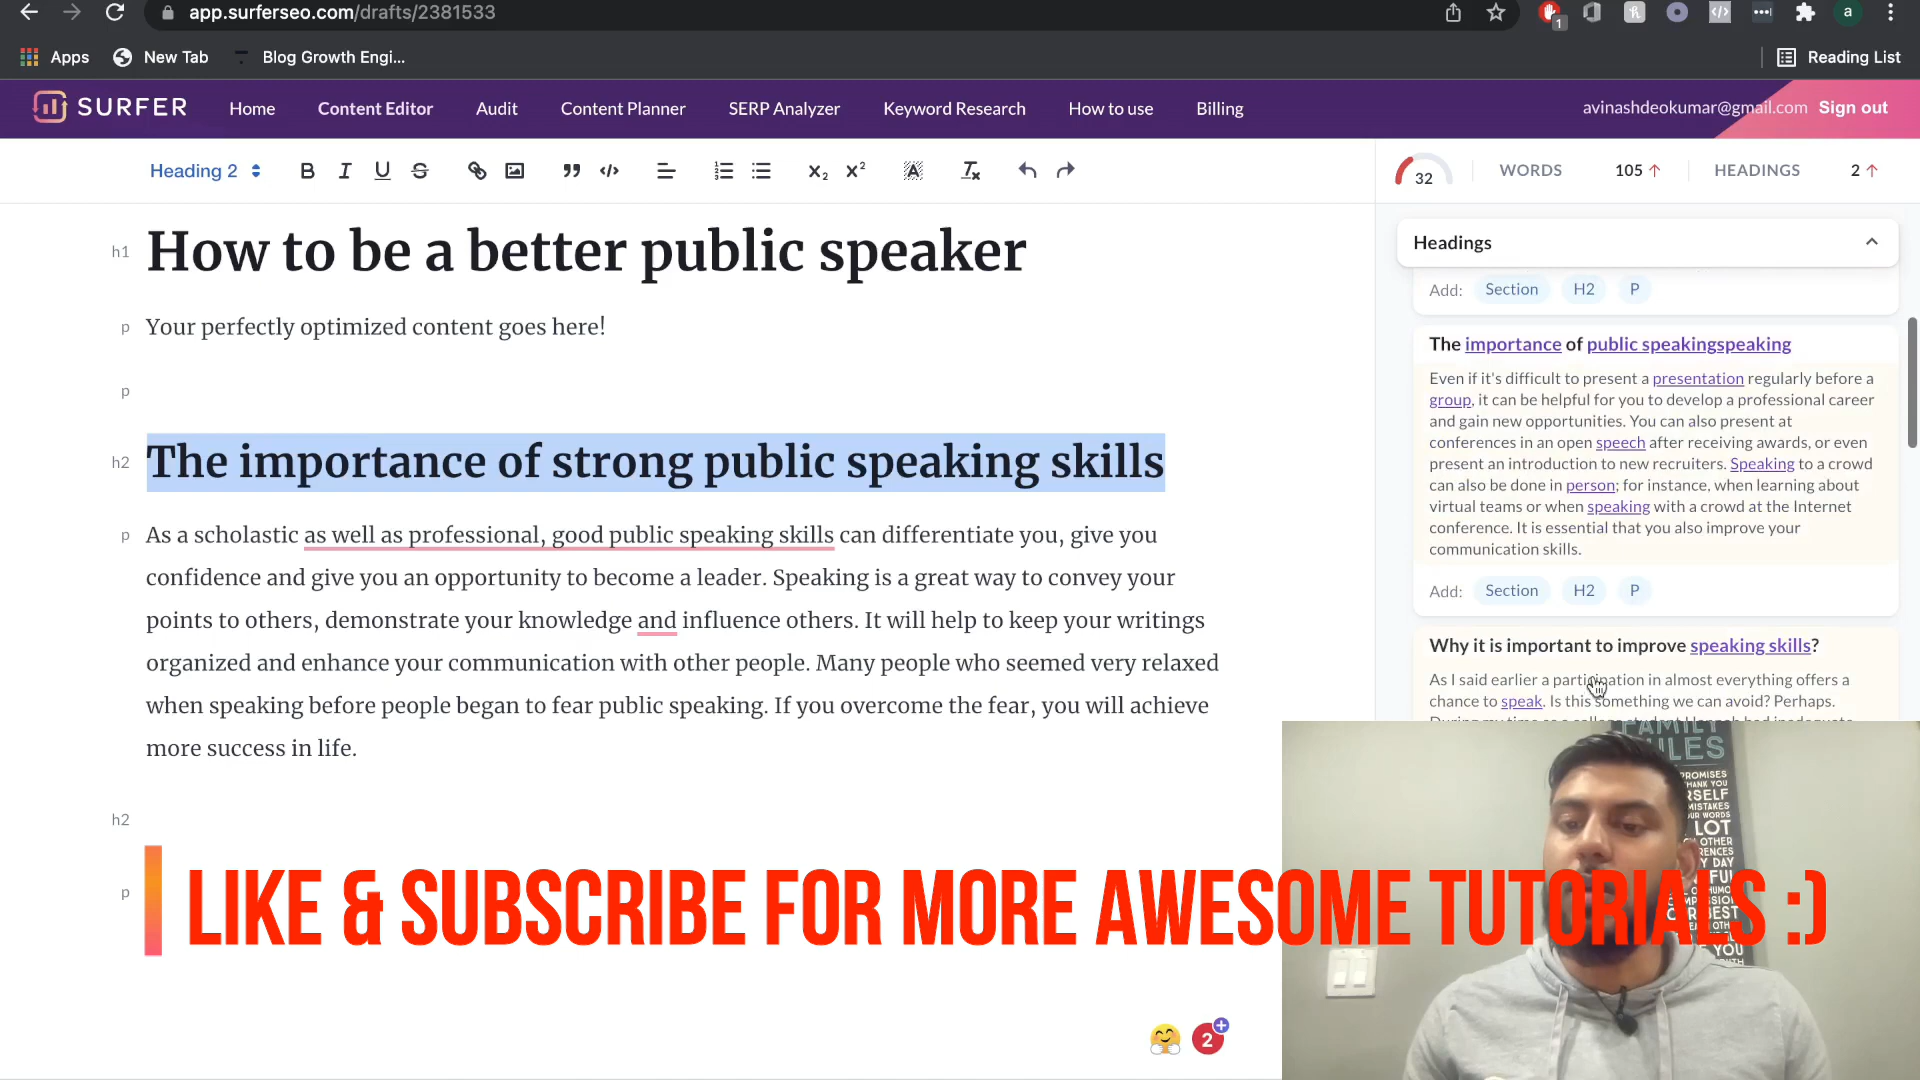 app.surferseo.com/drafts/2381533
1
a
Apps
New Tab
Blog Growth Engi...
Reading List
SURFER
Home
Content Editor
Audit
Content Planner
SERP Analyzer
Keyword Research
How to use
Billing
avinashdeokumar@gmail.com
Sign out
Heading 2
32
WORDS
105
HEADINGS
2
h1
How to be a better public speaker
p
Your perfectly optimized content goes here!
p
h2
The importance of strong public speaking skills
p
As a scholastic as well as professional, good public speaking skills can differentiate you, give you
confidence and give you an opportunity to become a leader. Speaking is a great way to convey your
points to others, demonstrate your knowledge and influence others. It will help to keep your writings
organized and enhance your communication with other people. Many people who seemed very relaxed
when speaking before people began to fear public speaking. If you overcome the fear, you will achieve
more success in life.
h2
p
Headings
Add: Section H2 P
The importance of public speakingspeaking
Even if it's difficult to present a presentation regularly before a
group, it can be helpful for you to develop a professional career
and gain new opportunities. You can also present at
conferences in an open speech after receiving awards, or even
present an introduction to new recruiters. Speaking to a crowd
can also be done in person; for instance, when learning about
virtual teams or when speaking with a crowd at the Internet
conference. It is essential that you also improve your
communication skills.
Add: Section H2 P
Why it is important to improve speaking skills?
As I said earlier a participation in almost everything offers a
chance to speak. Is this something we can avoid? Perhaps.
FAMILY
PROMISES
THANK YOU
MISTAKES
LOT
LIKE & SUBSCRIBE FOR MORE AWESOME TUTORIALS :)
2